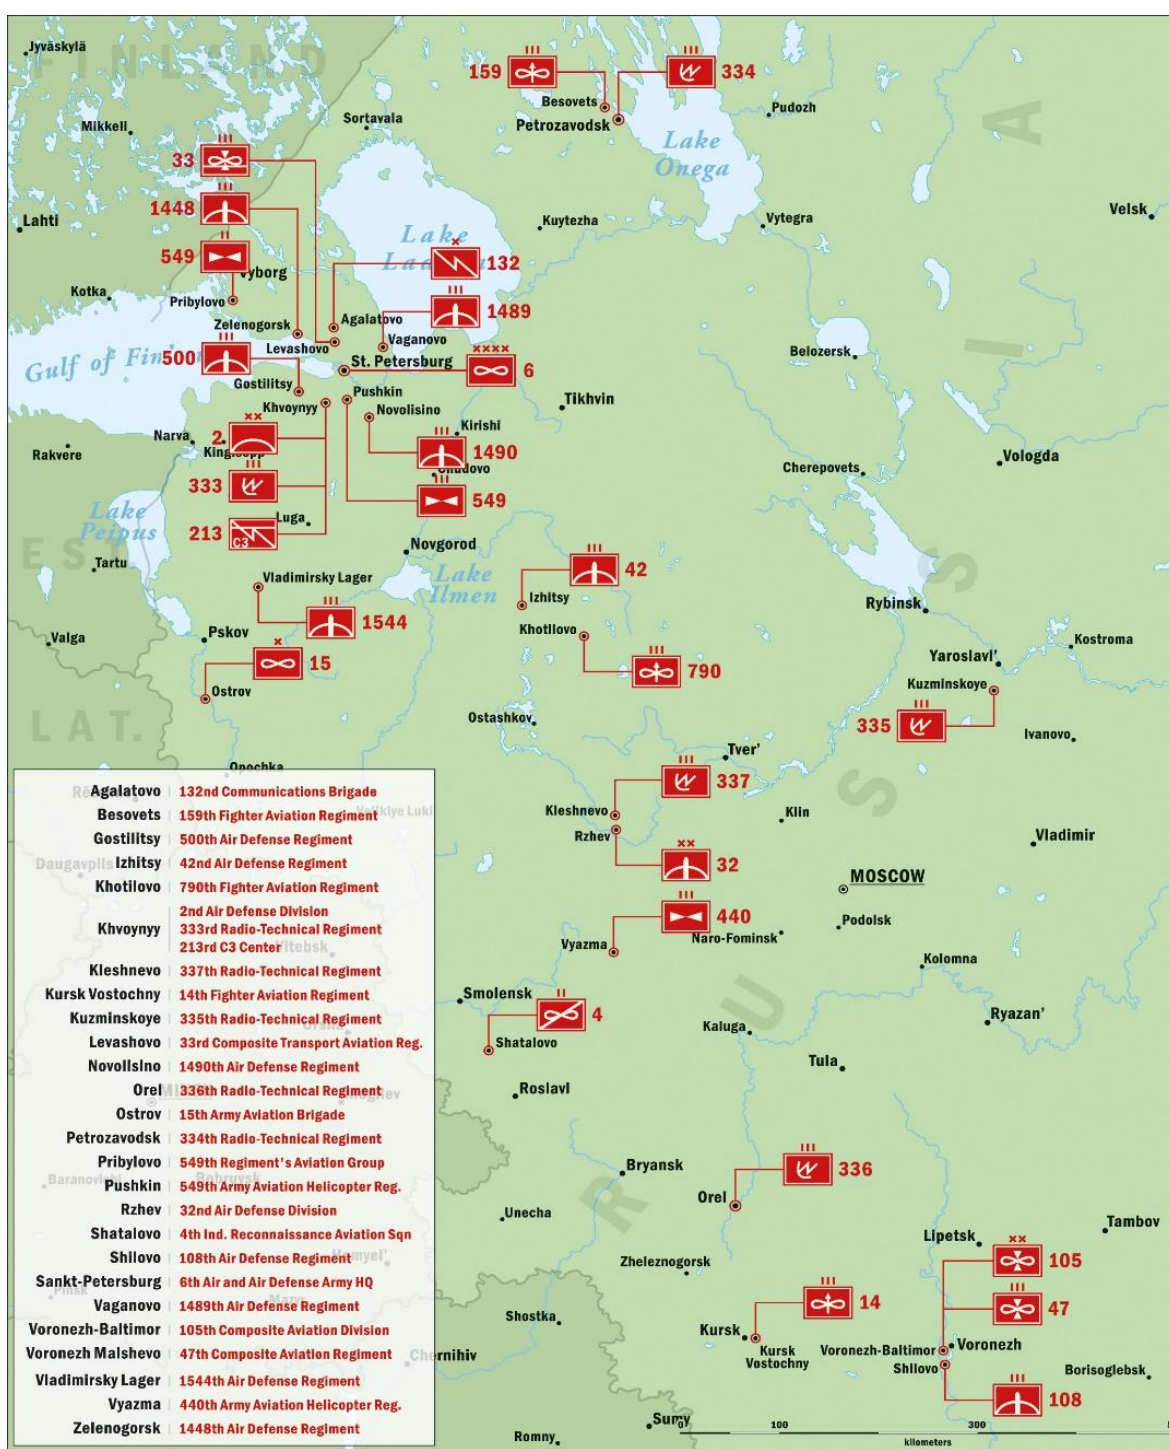 Jyväskylä
FINLAND
159
334
Besovets
Petrozavodsk
Pudozh
Mikkell
Sortavala
Lake
Onega
33
1448
Lahti
549
Vyborg
Kotka
Pribylovo
Kuytezha
Vytegra
Velsk
Lake
132
1489
Zelenogorsk
Agalatovo
Levashovo
Vaganovo
Gulf of
500
St. Petersburg
6
Belozersk
Gostilitsy
Khvoynyy
Pushkin
Novolisino
Tikhvin
Narva
2
Kirishi
1490
Rakvere
333
549
Cherepovets
Vologda
Lake
Peipus
213
C3
Luga
Novgorod
EST.
Tartu
Lake
Ilmen
42
Vladimirsky Lager
Izhitsy
1544
Khotilovo
Rybinsk
Valga
Pskov
15
790
Kostroma
Yaroslavl'
Kuzminskoye
Ostrov
335
Ostashkov
Ivanovo
LAT.
RUSSIA
Tver'
337
Opochka
Kleshnevo
Rzhev
Klin
Vladimir
32
MOSCOW
440
Naro-Fominsk
Podolsk
Vyazma
Kolomna
Smolensk
4
Shatalovo
Kaluga
Ryazan'
Tula
Roslavl
Bryansk
336
Orel
Unecha
Lipetsk
Tambov
Zheleznogorsk
105
14
47
Shostka
Kursk
Kursk
Vostochny
Voronezh-Baltimor
Voronezh
Shilovo
Borisoglebsk
108
Chernihiv
Sumy
Romny
0 100 300
kilometers
Veliklye Luki
Daugavpils
Vitebsk
Baranovichi
Bobruysk
Pinsk
Agalatovo 132nd Communications Brigade
Besovets 159th Fighter Aviation Regiment
Gostilitsy 500th Air Defense Regiment
Izhitsy 42nd Air Defense Regiment
Khotilovo 790th Fighter Aviation Regiment
Khvoynyy 2nd Air Defense Division
333rd Radio-Technical Regiment
213rd C3 Center
Kleshnevo 337th Radio-Technical Regiment
Kursk Vostochny 14th Fighter Aviation Regiment
Kuzminskoye 335th Radio-Technical Regiment
Levashovo 33rd Composite Transport Aviation Reg.
Novolisino 1490th Air Defense Regiment
Orel 336th Radio-Technical Regiment
Ostrov 15th Army Aviation Brigade
Petrozavodsk 334th Radio-Technical Regiment
Pribylovo 549th Regiment's Aviation Group
Pushkin 549th Army Aviation Helicopter Reg.
Rzhev 32nd Air Defense Division
Shatalovo 4th Ind. Reconnaissance Aviation Sqn
Shilovo 108th Air Defense Regiment
Sankt-Petersburg 6th Air and Air Defense Army HQ
Vaganovo 1489th Air Defense Regiment
Voronezh-Baltimor 105th Composite Aviation Division
Voronezh Malshevo 47th Composite Aviation Regiment
Vladimirsky Lager 1544th Air Defense Regiment
Vyazma 440th Army Aviation Helicopter Reg.
Zelenogorsk 1448th Air Defense Regiment